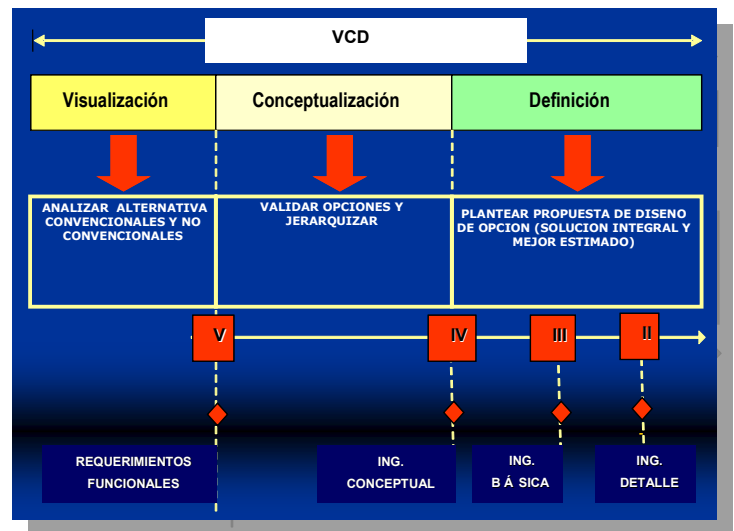 VCD
Visualización
Conceptualización
Definición
ANALIZAR ALTERNATIVA
CONVENCIONALES Y NO
CONVENCIONALES
VALIDAR OPCIONES Y
JERARQUIZAR
PLANTEAR PROPUESTA DE DISENO
DE OPCION (SOLUCION INTEGRAL Y
MEJOR ESTIMADO)
V
IV
III
II
REQUERIMIENTOS
FUNCIONALES
ING.
CONCEPTUAL
ING.
B Á SICA
ING.
DETALLE